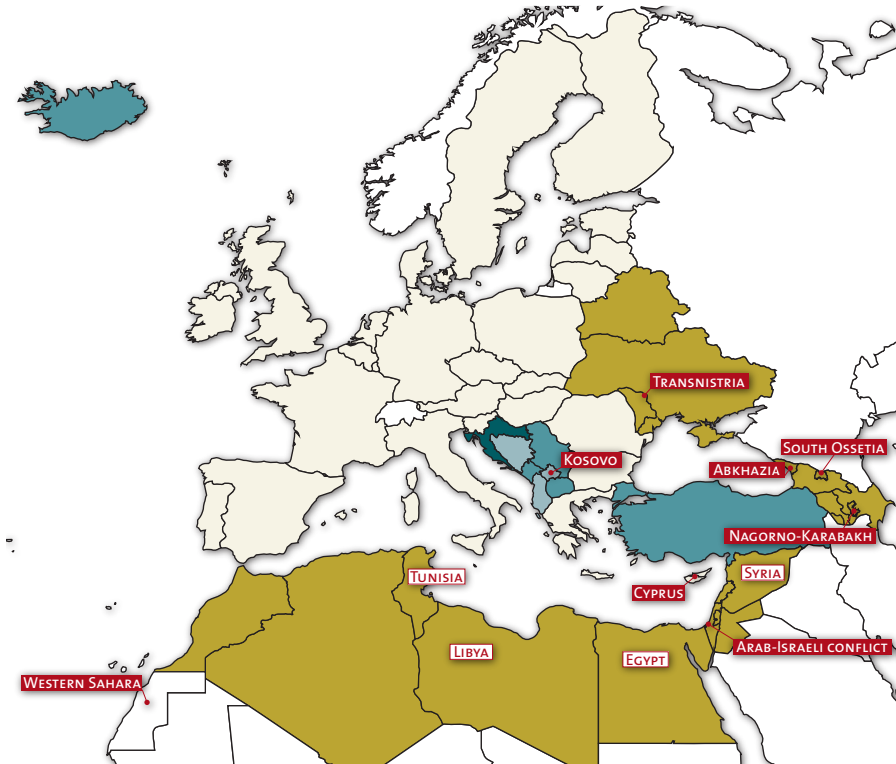 Transnistria
Kosovo
South Ossetia
Abkhazia
Nagorno-Karabakh
Tunisia
Syria
Cyprus
Libya
Egypt
Arab-Israeli conflict
Western Sahara